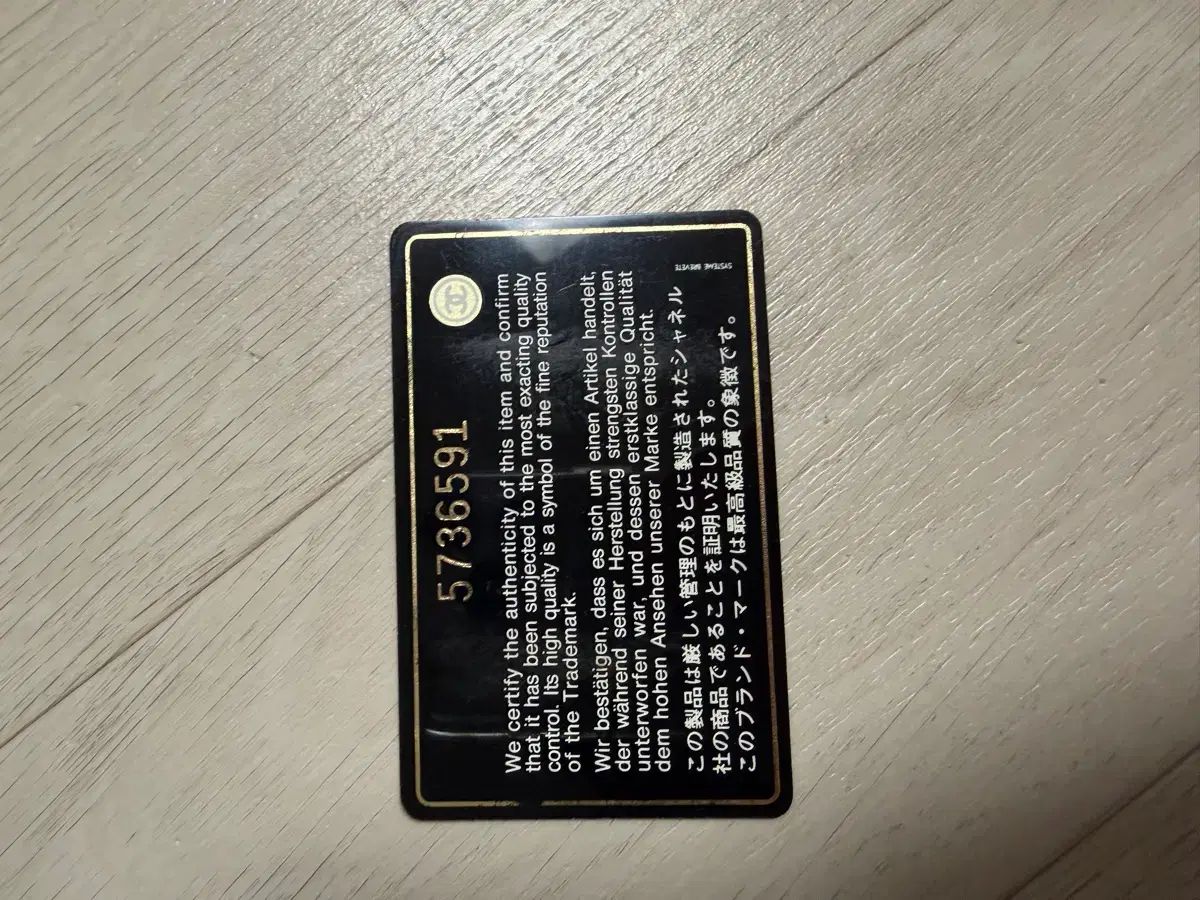 5736591
We certify the authenticity of this item and confirm
that it has been subjected to the most exacting quality
control. Its high quality is a symbol of the fine reputation
of the Trademark.
Wir bestätigen, dass es sich um einen Artikel handelt,
der während seiner Herstellung strengsten Kontrollen
unterworfen war, und dessen erstklassige Qualität
dem hohen Ansehen unserer Marke entspricht.
SYSTEME BREVETE
この製品は厳しい管理のもとに製造されたシャネル
社の商品であることを証明いたします。
このブランド・マークは最高級品質の象徴です。